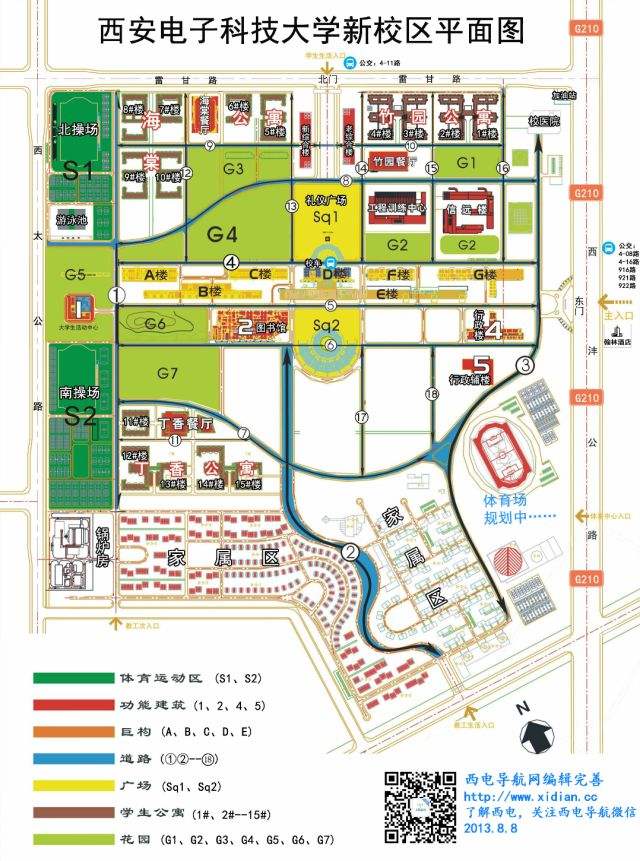 西安电子科技大学新校区平面图
G210
学生生活入口
公交：4-11路
雷甘路
北门
雷甘路
加油站
校医院
北操场
S1
8#楼
7#楼
海棠餐厅
6#楼
5#楼
海棠公寓
9#楼
10#楼
⑨
⑫
新综合楼
老综合楼
竹园公寓
4#楼
3#楼
2#楼
1#楼
⑩
竹园餐厅
⑭
⑮
⑯
G1
G3
⑧
⑬
礼仪广场
Sq1
工程训练中心
信远楼
G210
西太公路
游泳池
G4
G2
G2
西沣公路
公交：
4-08路
4-16路
916路
921路
922路
④
校车
G5
A楼
B楼
C楼
D楼
E楼
F楼
G楼
①
⑤
东门
主入口
翰林酒店
1
大学生活动中心
G6
2图书馆
Sq2
⑥
行政楼
4
5
行政辅楼
③
G7
南操场
S2
⑰
⑱
G210
11#楼
丁香餐厅
⑪
⑦
12#楼
丁香公寓
13#楼
14#楼
15#楼
体育场
规划中……
体育中心入口
锅炉房
家属区
②
家属区
G210
教工次入口
教工生活入口
N
体育运动区 (S1、S2)
功能建筑 (1、2、4、5)
巨构 (A、B、C、D、E)
道路 (①②--⑱)
广场 (Sq1、Sq2)
学生公寓 (1#、2#--15#)
花园 (G1、G2、G3、G4、G5、G6、G7)
西电导航网编辑完善
http://www.xidian.cc
了解西电，关注西电导航微信
2013.8.8